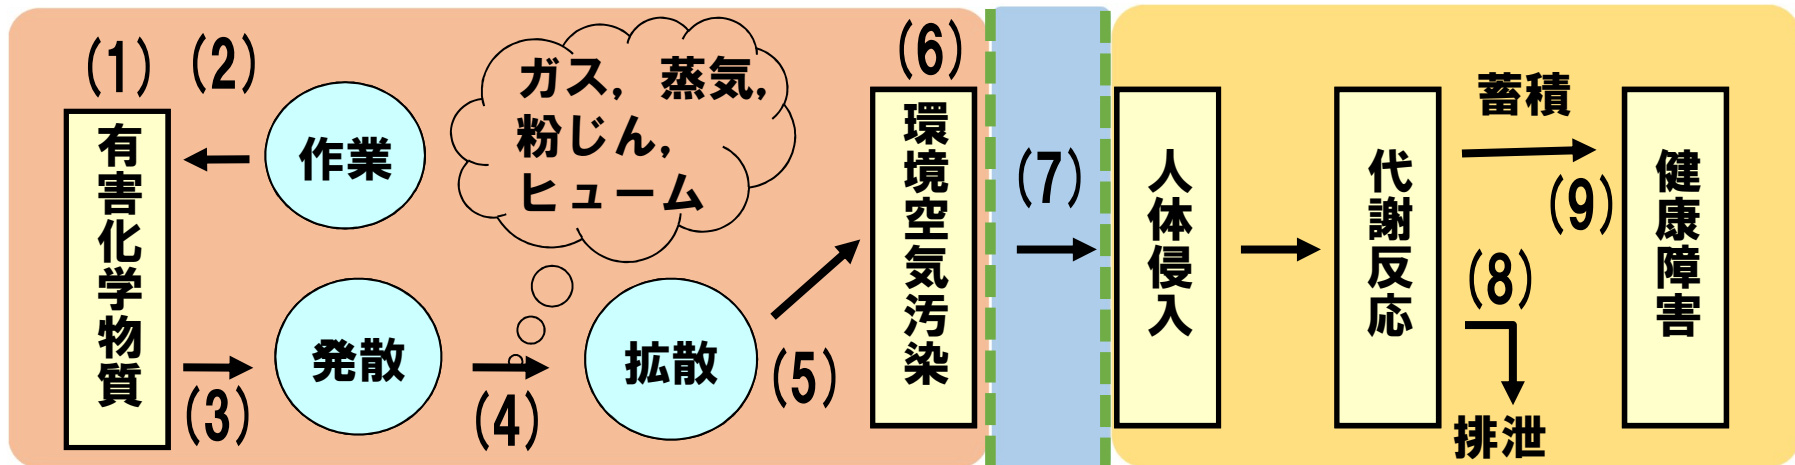 (1)
有害化学物質
(2)
作業
(3)
発散
(4)
ガス, 蒸気,
粉じん,
ヒューム
拡散
(5)
(6)
環境空気汚染
(7)
人体侵入
代謝反応
蓄積
(9)
(8)
排泄
健康障害